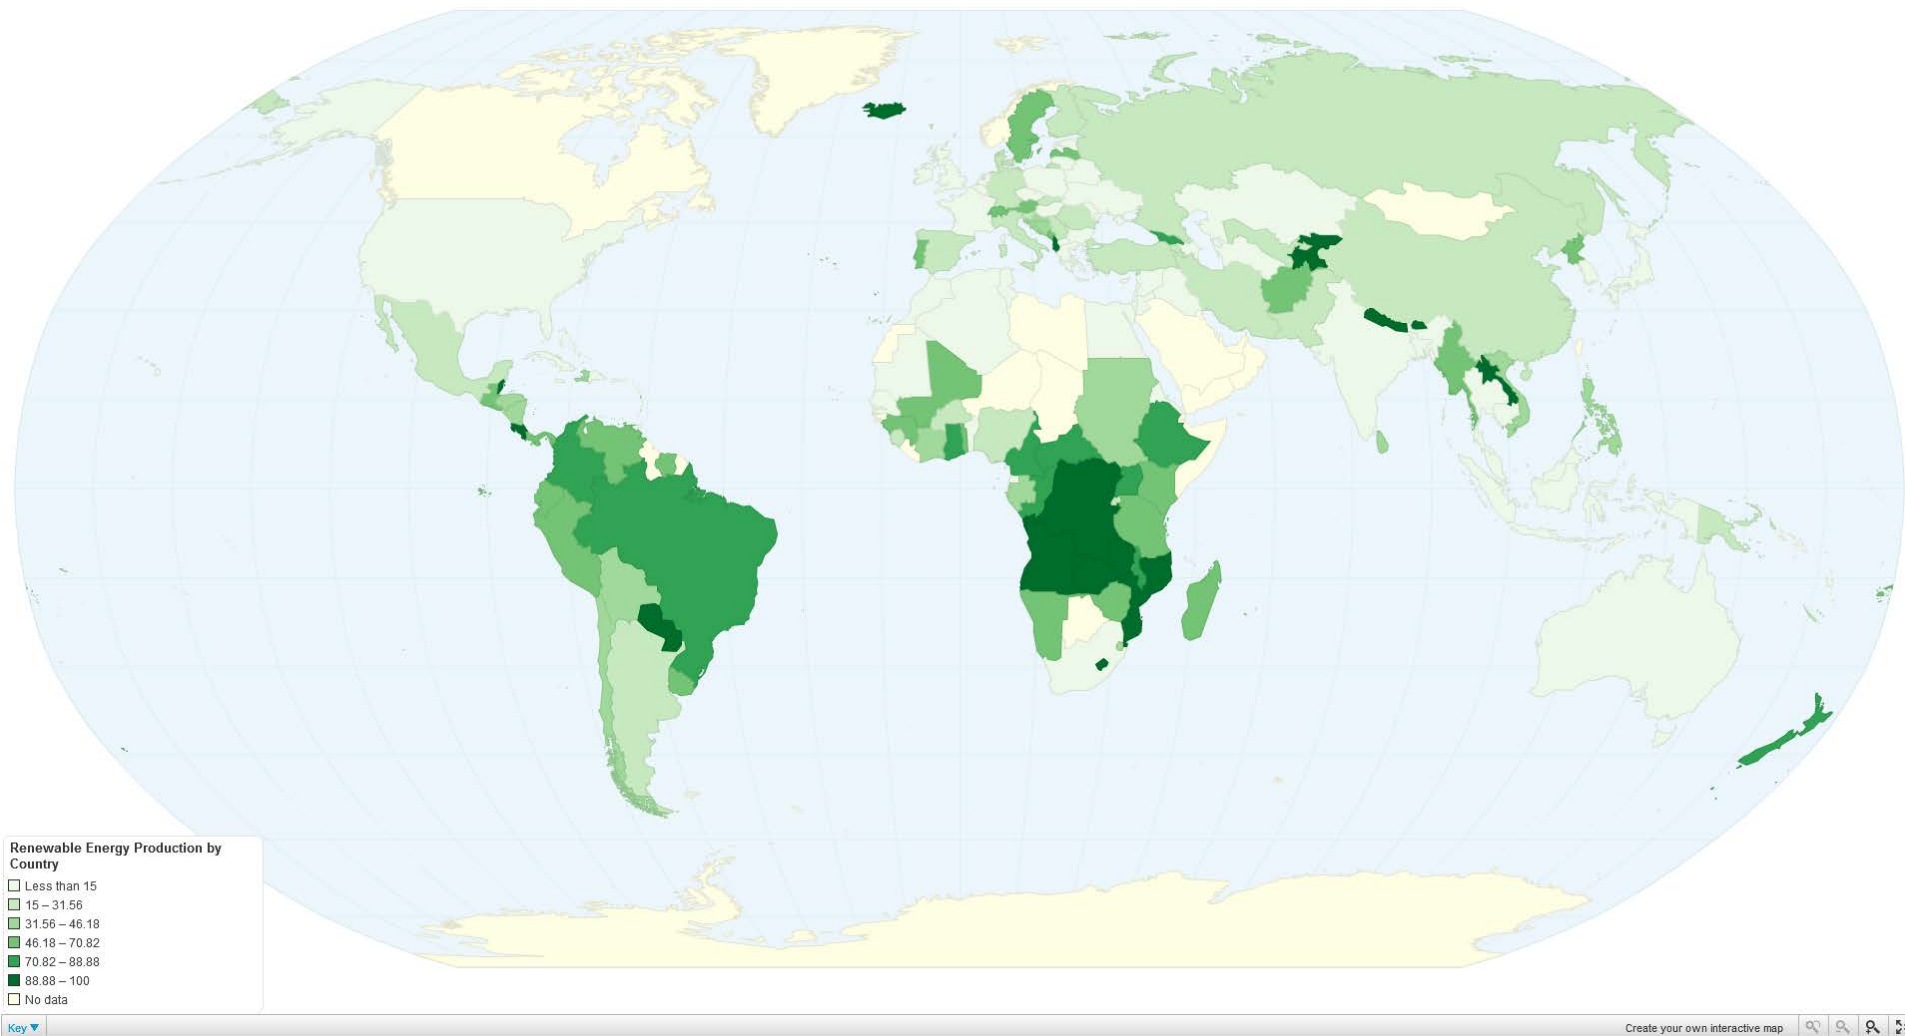 Renewable Energy Production by
Country
Less than 15
15 – 31.56
31.56 – 46.18
46.18 – 70.82
70.82 – 88.88
88.88 – 100
No data
Key ▼
Create your own interactive map